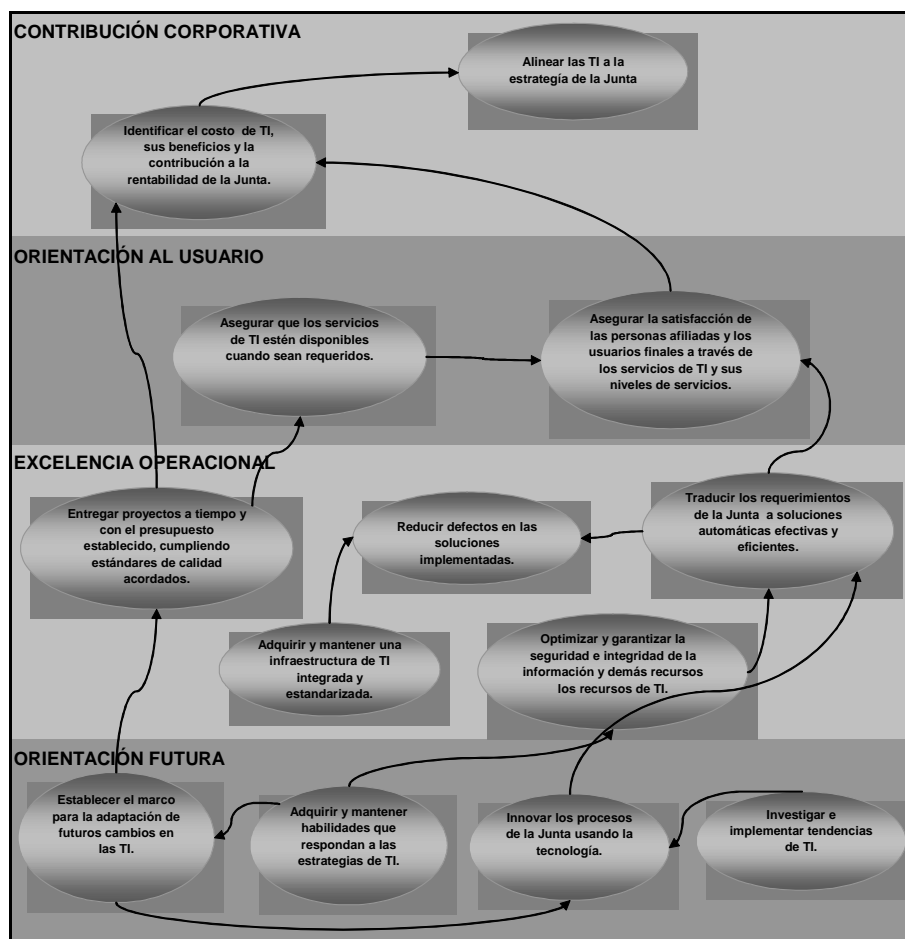 CONTRIBUCIÓN CORPORATIVA
Alinear las TI a la
estrategía de la Junta
Identificar el costo de TI,
sus beneficios y la
contribución a la
rentabilidad de la Junta.
ORIENTACIÓN AL USUARIO
Asegurar que los servicios
de TI estén disponibles
cuando sean requeridos.
Asegurar la satisfacción de
las personas afiliadas y los
usuarios finales a través de
los servicios de TI y sus
niveles de servicios.
EXCELENCIA OPERACIONAL
Entregar proyectos a tiempo y
con el presupuesto
establecido, cumpliendo
estándares de calidad
acordados.
Reducir defectos en las
soluciones
implementadas.
Traducir los requerimientos
de la Junta a soluciones
automáticas efectivas y
eficientes.
Adquirir y mantener una
infraestructura de TI
integrada y
estandarizada.
Optimizar y garantizar la
seguridad e integridad de la
información y demás recursos
los recursos de TI.
ORIENTACIÓN FUTURA
Establecer el marco
para la adaptación de
futuros cambios en
las TI.
Adquirir y mantener
habilidades que
respondan a las
estrategias de TI.
Innovar los procesos
de la Junta usando la
tecnología.
Investigar e
implementar tendencias
de TI.